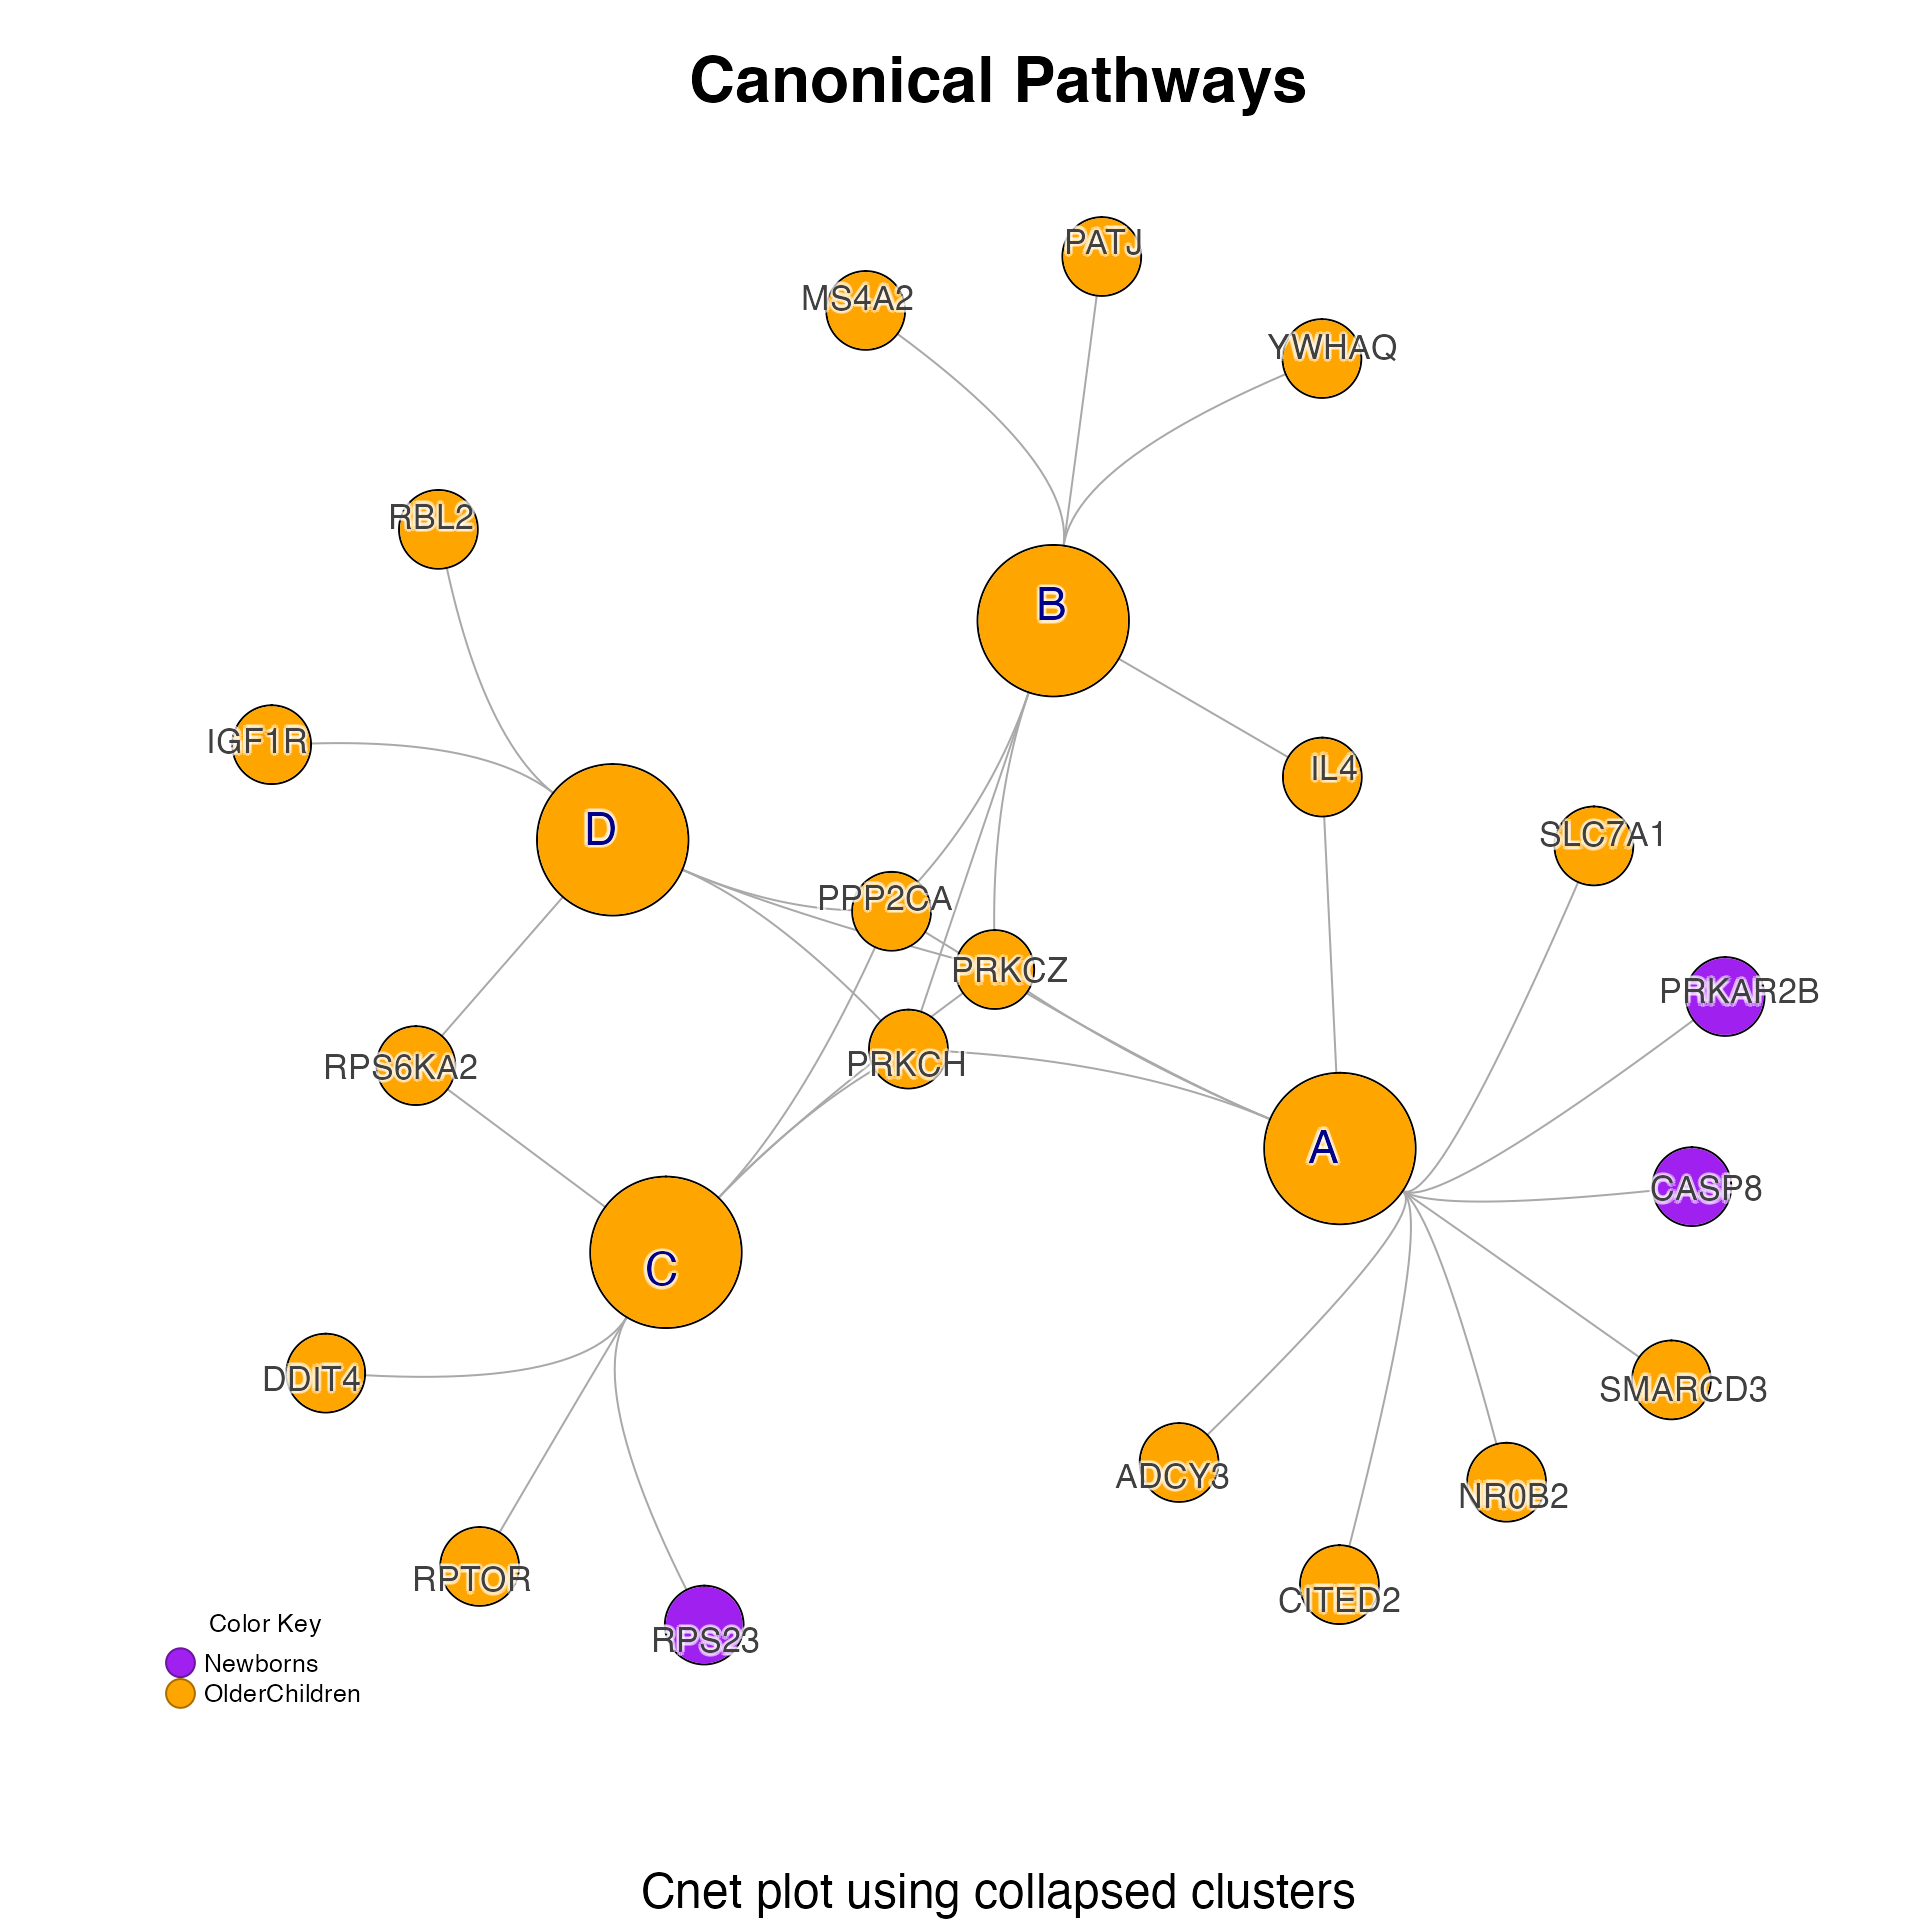 Canonical Pathways
PATJ
MS4A2
YWHAQ
RBL2
B
IGF1R
IL4
D
SLC7A1
PPP2CA
PRKCZ
PRKAR2B
PRKCH
RPS6KA2
A
CASP8
C
DDIT4
SMARCD3
ADCY3
NR0B2
RPTOR
CITED2
RPS23
Color Key
Newborns
OlderChildren
Cnet plot using collapsed clusters